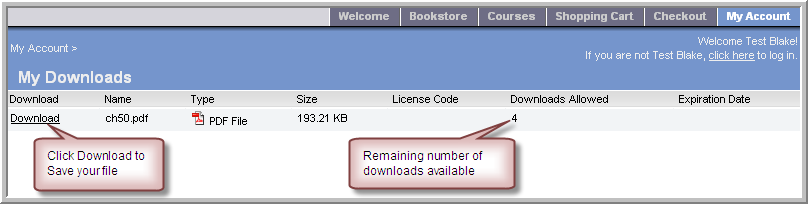 Welcome Bookstore Courses Shopping Cart Checkout My Account
Welcome Test Blake!
My Account >
If you are not Test Blake, click here to log in.
My Downloads
Download Name Type Size License Code Downloads Allowed Expiration Date
Download ch50.pdf PDF File 193.21 KB 4
Click Download to
Save your file
Remaining number of
downloads available